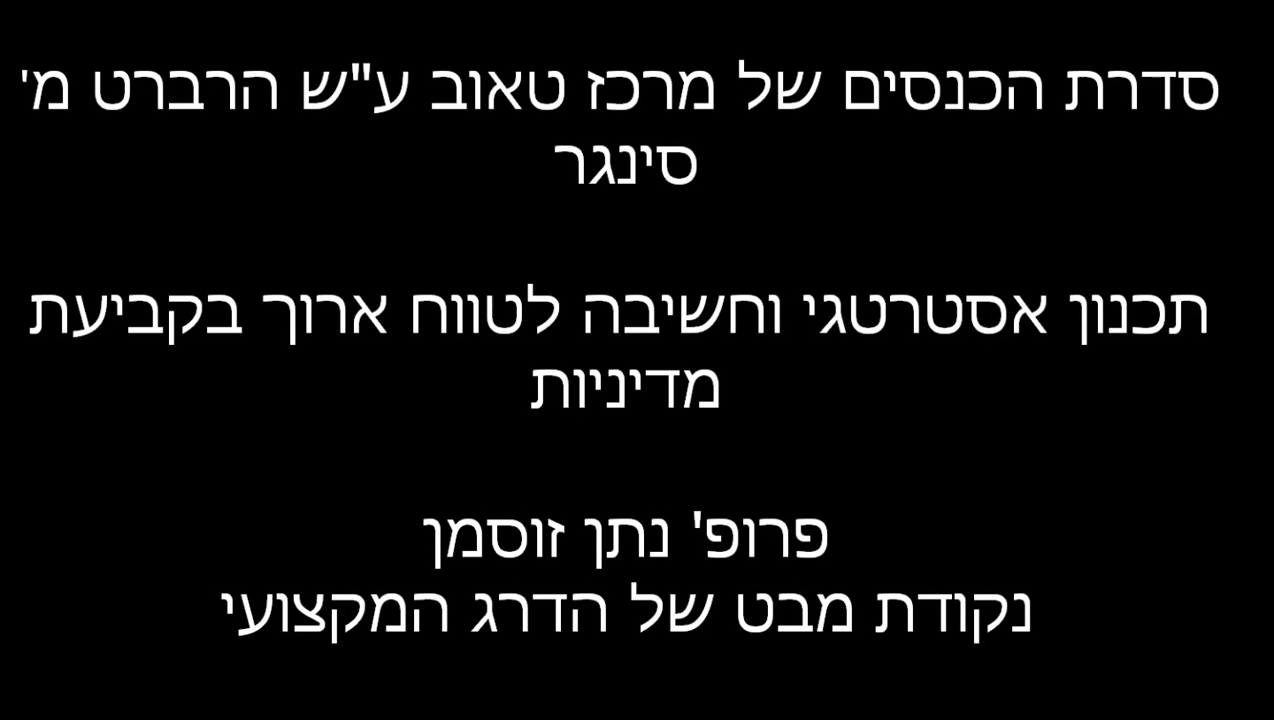 סדרת הכנסים של מרכז טאוב ע"ש הרברט מ'
סינגר
תכנון אסטרטגי וחשיבה לטווח ארוך בקביעת
מדיניות
פרופ' נתן זוסמן
נקודת מבט של הדרג המקצועי